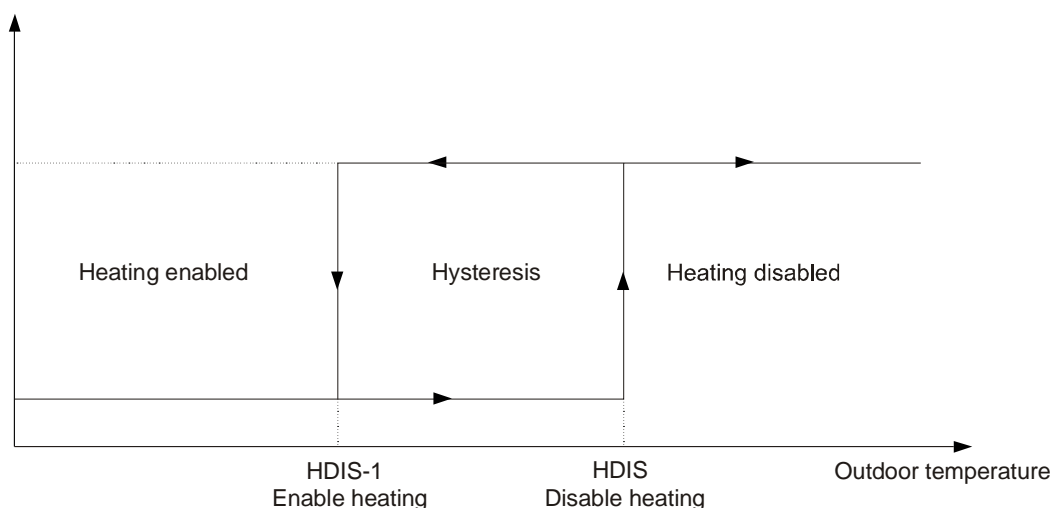 Heating enabled
Hysteresis
Heating disabled
HDIS-1
Enable heating
HDIS
Disable heating
Outdoor temperature